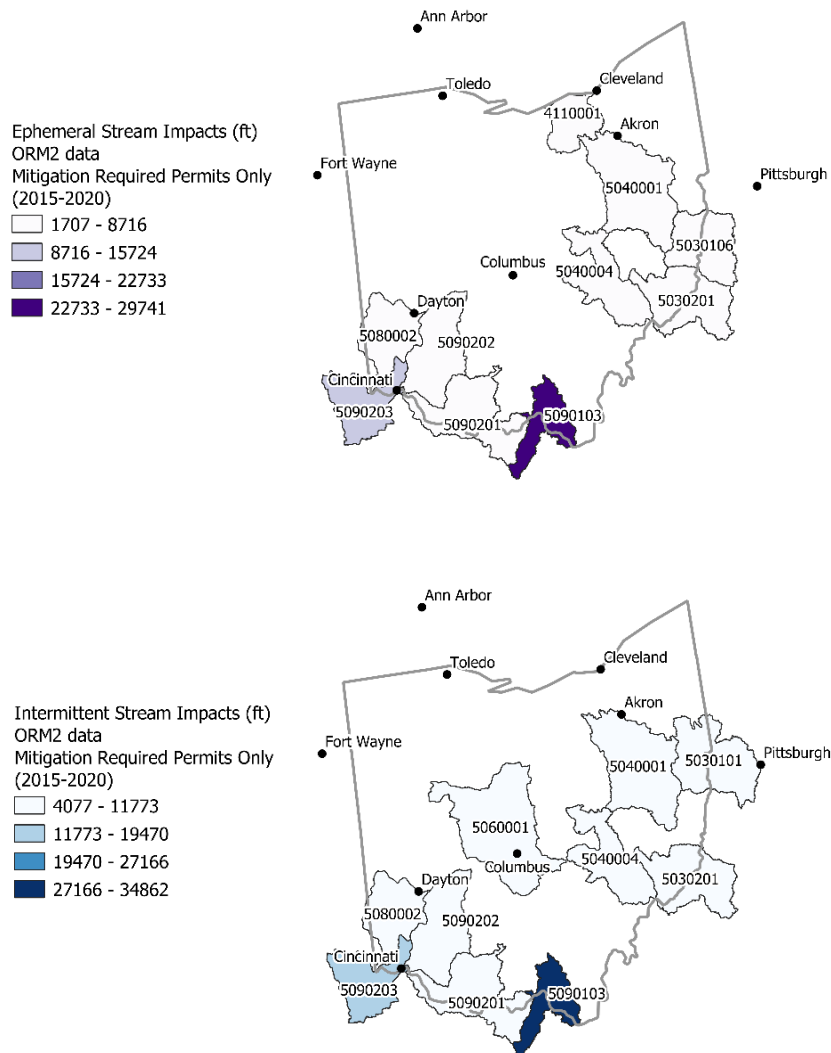 Ann Arbor
Toledo
Cleveland
4110001
Akron
Ephemeral Stream Impacts (ft)
ORM2 data
Mitigation Required Permits Only
(2015-2020)
1707 - 8716
8716 - 15724
15724 - 22733
22733 - 29741
Fort Wayne
Pittsburgh
5040001
5030106
Columbus
5040004
5030201
Dayton
5080002
5090202
Cincinnati
5090203
5090201
5090103
Ann Arbor
Toledo
Cleveland
Akron
Intermittent Stream Impacts (ft)
ORM2 data
Mitigation Required Permits Only
(2015-2020)
4077 - 11773
11773 - 19470
19470 - 27166
27166 - 34862
Fort Wayne
Pittsburgh
5040001
5030101
5060001
Columbus
5040004
5030201
Dayton
5080002
5090202
Cincinnati
5090203
5090201
5090103